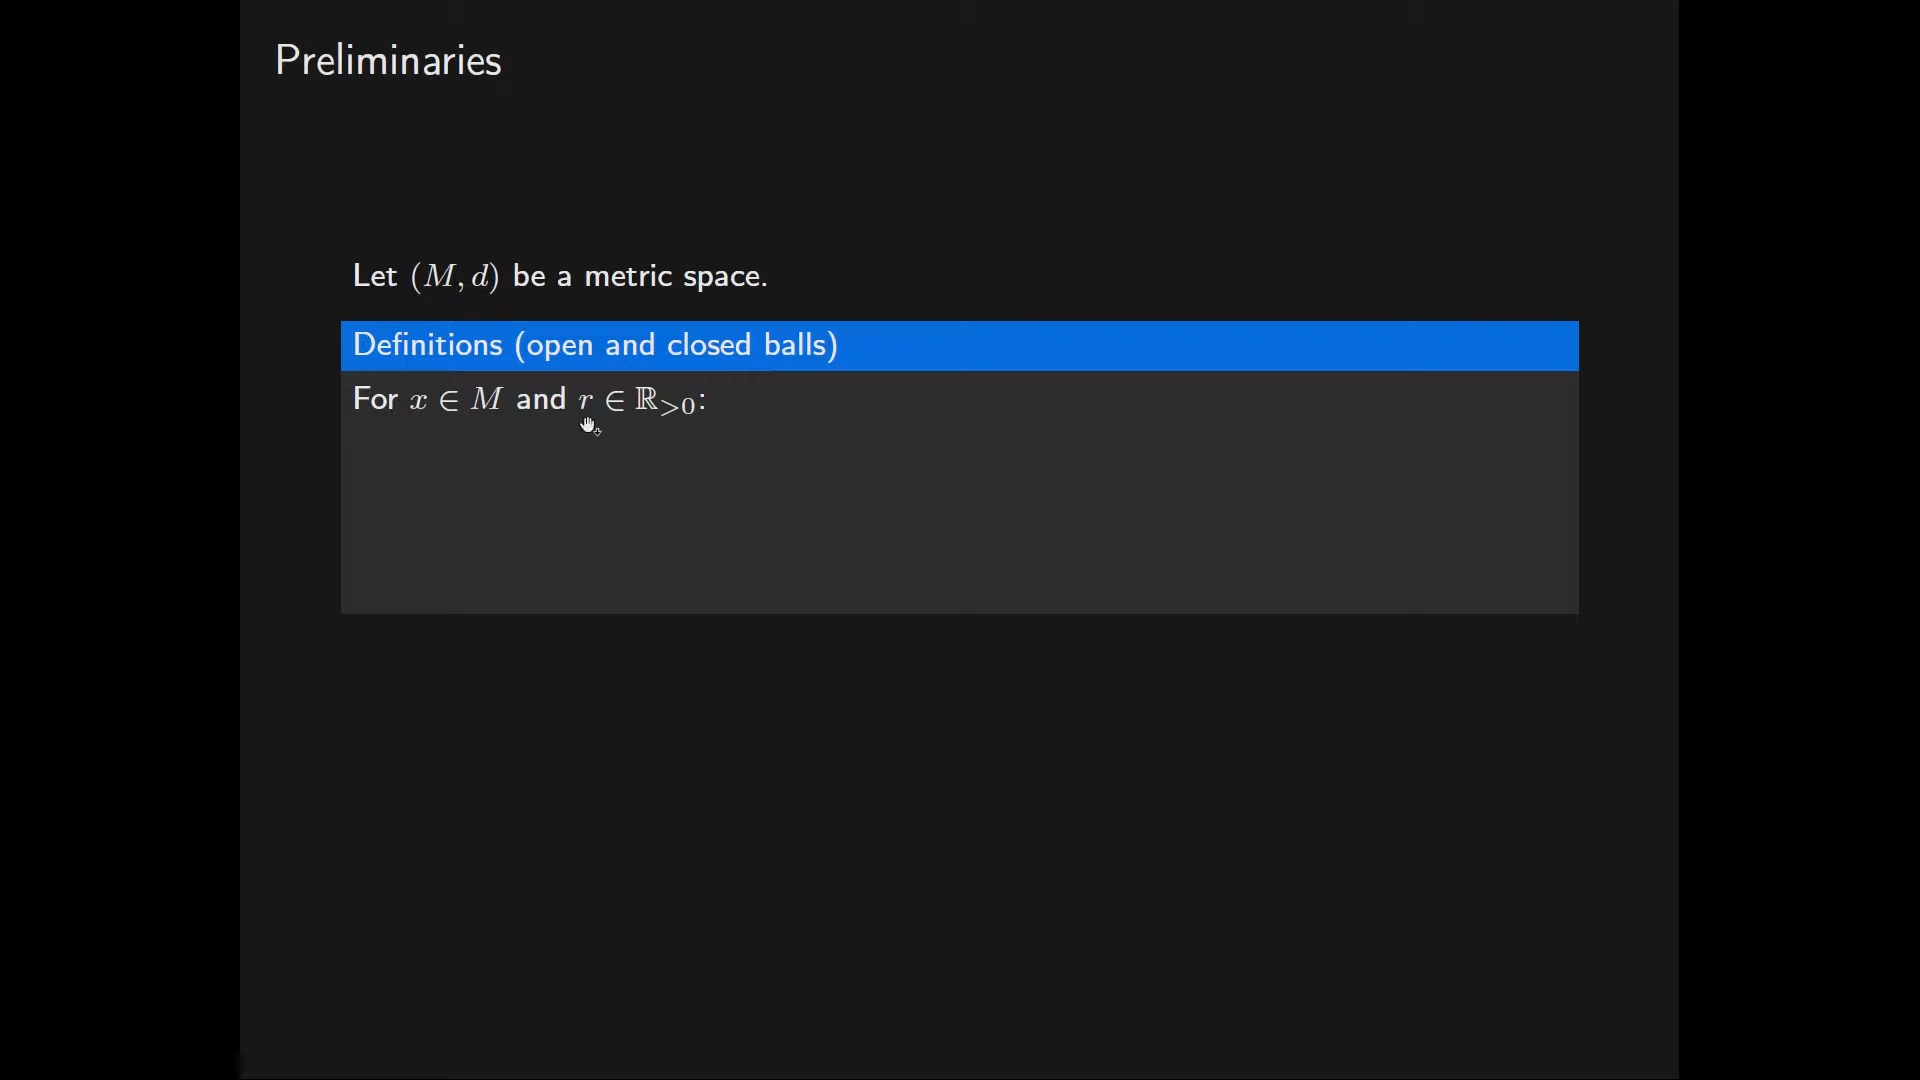 Preliminaries
Let (M, d) be a metric space.
Definitions (open and closed balls)
For x ∈ M and r ∈ ℝ>0: